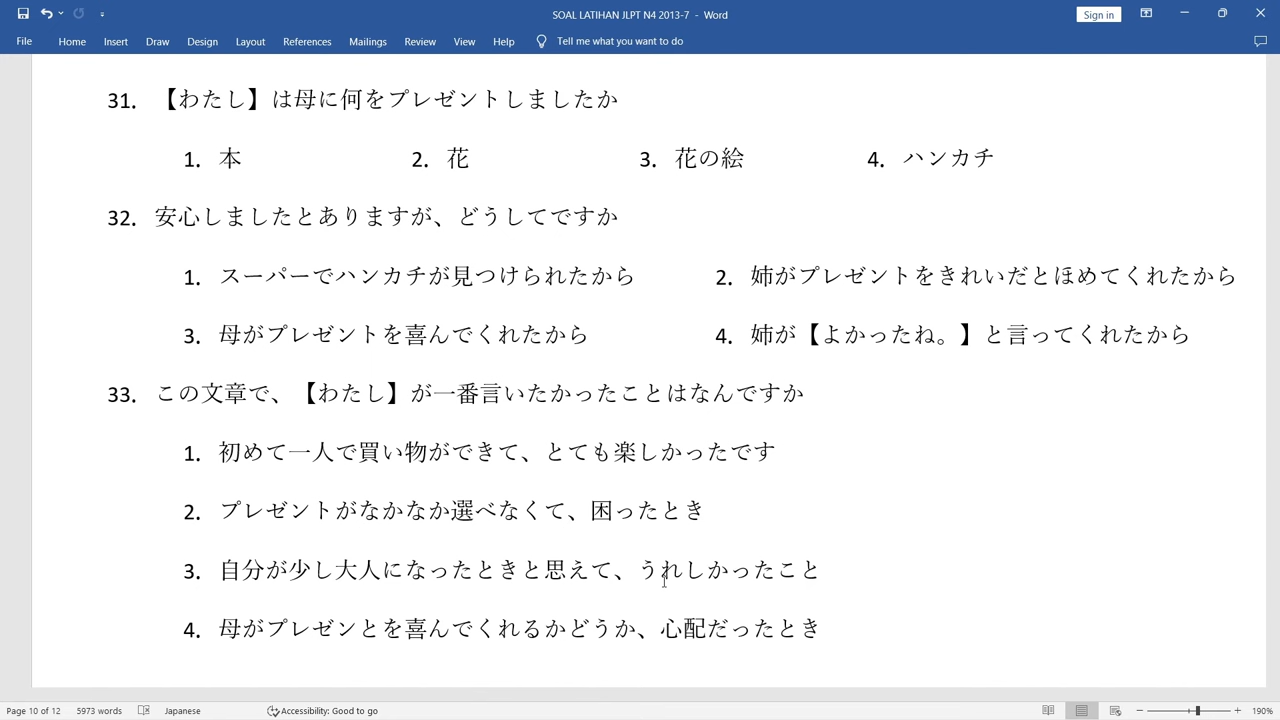 SOAL LATIHAN JLPT N4 2013-7 - Word
Sign in
File Home Insert Draw Design Layout References Mailings Review View Help Tell me what you want to do
31. 【わたし】は母に何をプレゼントしましたか
1. 本 2. 花 3. 花の絵 4. ハンカチ
32. 安心しましたとありますが、どうしてですか
1. スーパーでハンカチが見つけられたから 2. 姉がプレゼントをきれいだとほめてくれたから
3. 母がプレゼントを喜んでくれたから 4. 姉が【よかったね。】と言ってくれたから
33. この文章で、【わたし】が一番言いたかったことはなんですか
1. 初めて一人で買い物ができて、とても楽しかったです
2. プレゼントがなかなか選べなくて、困ったとき
3. 自分が少し大人になったときと思えて、うれしかったこと
4. 母がプレゼンとを喜んでくれるかどうか、心配だったとき
Page 10 of 12 5973 words Japanese Accessibility: Good to go 190%